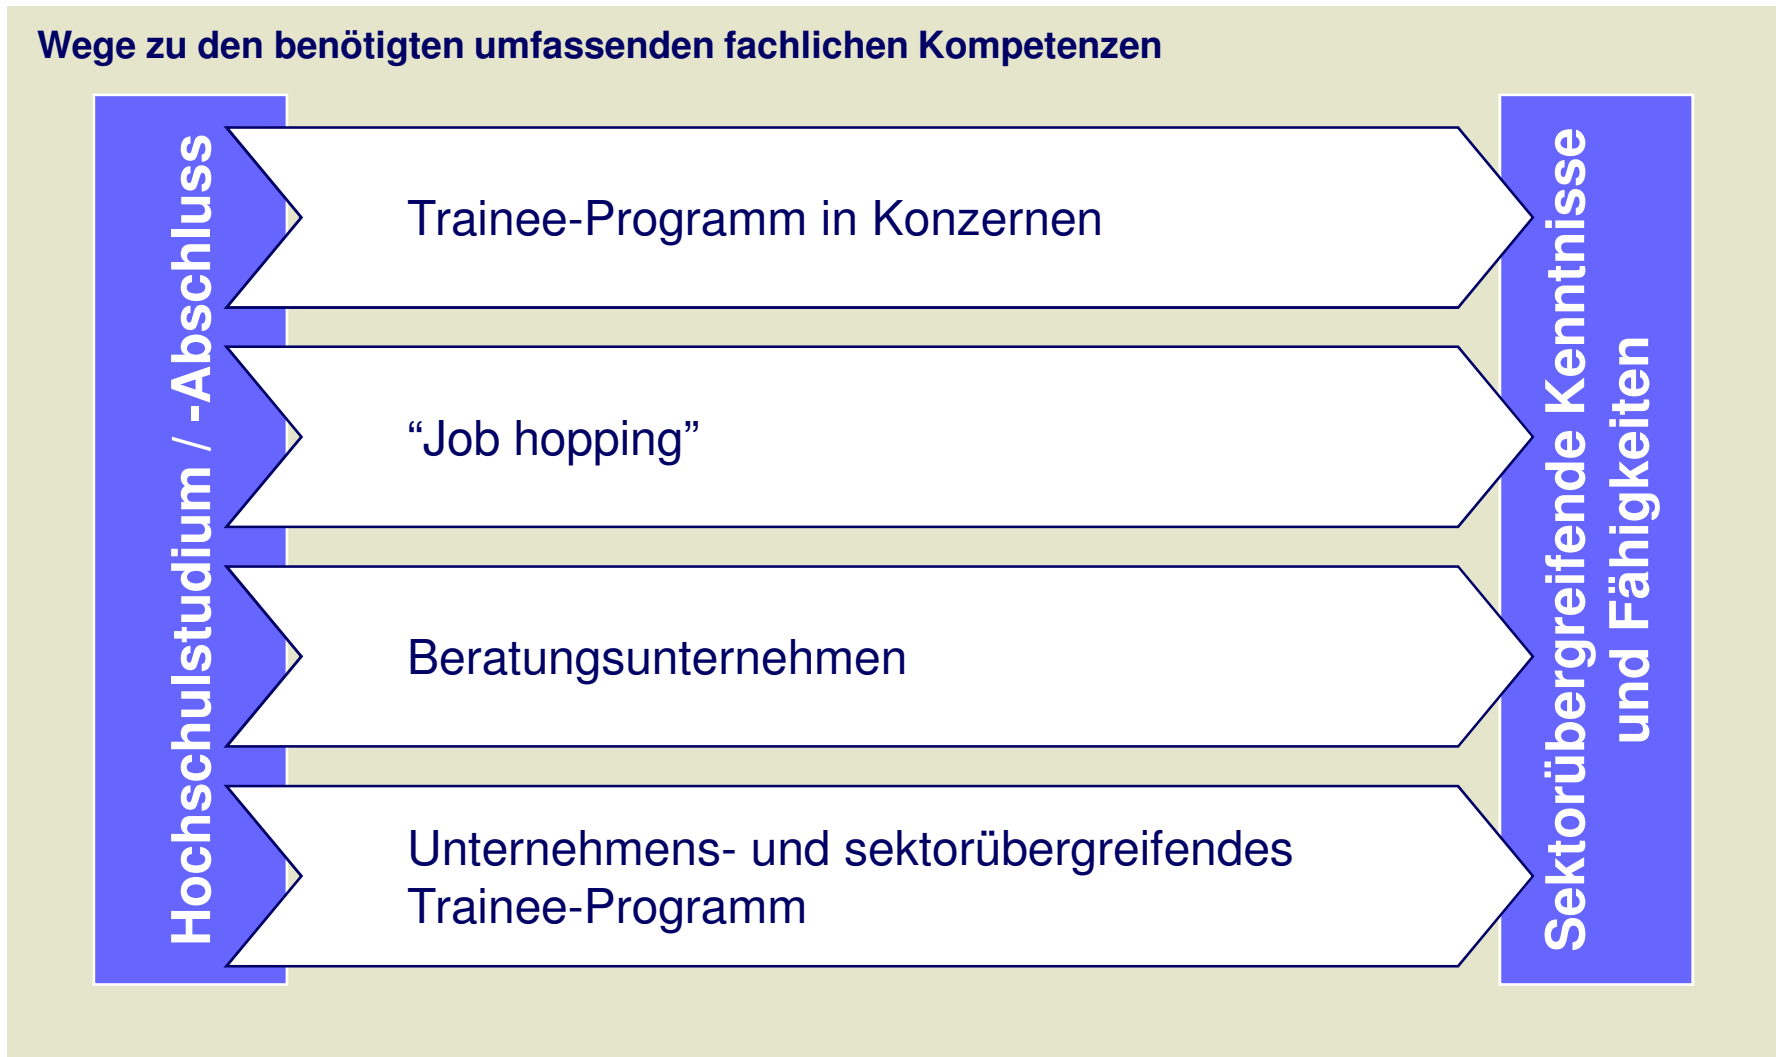 Wege zu den benötigten umfassenden fachlichen Kompetenzen
Hochschulstudium / -Abschluss
Trainee-Programm in Konzernen
“Job hopping”
Beratungsunternehmen
Unternehmens- und sektorübergreifendes
Trainee-Programm
Sektorübergreifende Kenntnisse
und Fähigkeiten